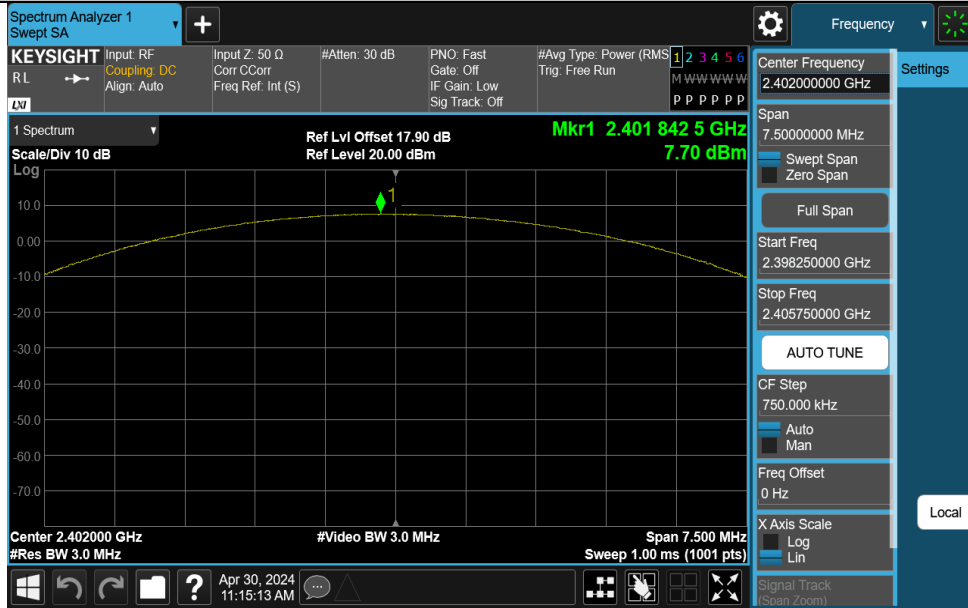 Spectrum Analyzer 1
Swept SA
+
Frequency
KEYSIGHT
RL
LXI
Input: RF
Coupling: DC
Align: Auto
Input Z: 50 Ω
Corr CCorr
Freq Ref: Int (S)
#Atten: 30 dB
PNO: Fast
Gate: Off
IF Gain: Low
Sig Track: Off
#Avg Type: Power (RMS
Trig: Free Run
1 2 3 4 5 6
M W W W W W
P P P P P P
1 Spectrum
Scale/Div 10 dB
Log
Ref Lvl Offset 17.90 dB
Ref Level 20.00 dBm
Mkr1 2.401 842 5 GHz
7.70 dBm
1
10.0
0.00
-10.0
-20.0
-30.0
-40.0
-50.0
-60.0
-70.0
Center 2.402000 GHz
#Res BW 3.0 MHz
#Video BW 3.0 MHz
Span 7.500 MHz
Sweep 1.00 ms (1001 pts)
Center Frequency
2.402000000 GHz
Span
7.50000000 MHz
Swept Span
Zero Span
Full Span
Start Freq
2.398250000 GHz
Stop Freq
2.405750000 GHz
AUTO TUNE
CF Step
750.000 kHz
Auto
Man
Freq Offset
0 Hz
X Axis Scale
Log
Lin
Signal Track
(Span Zoom)
Settings
Local
?
Apr 30, 2024
11:15:13 AM